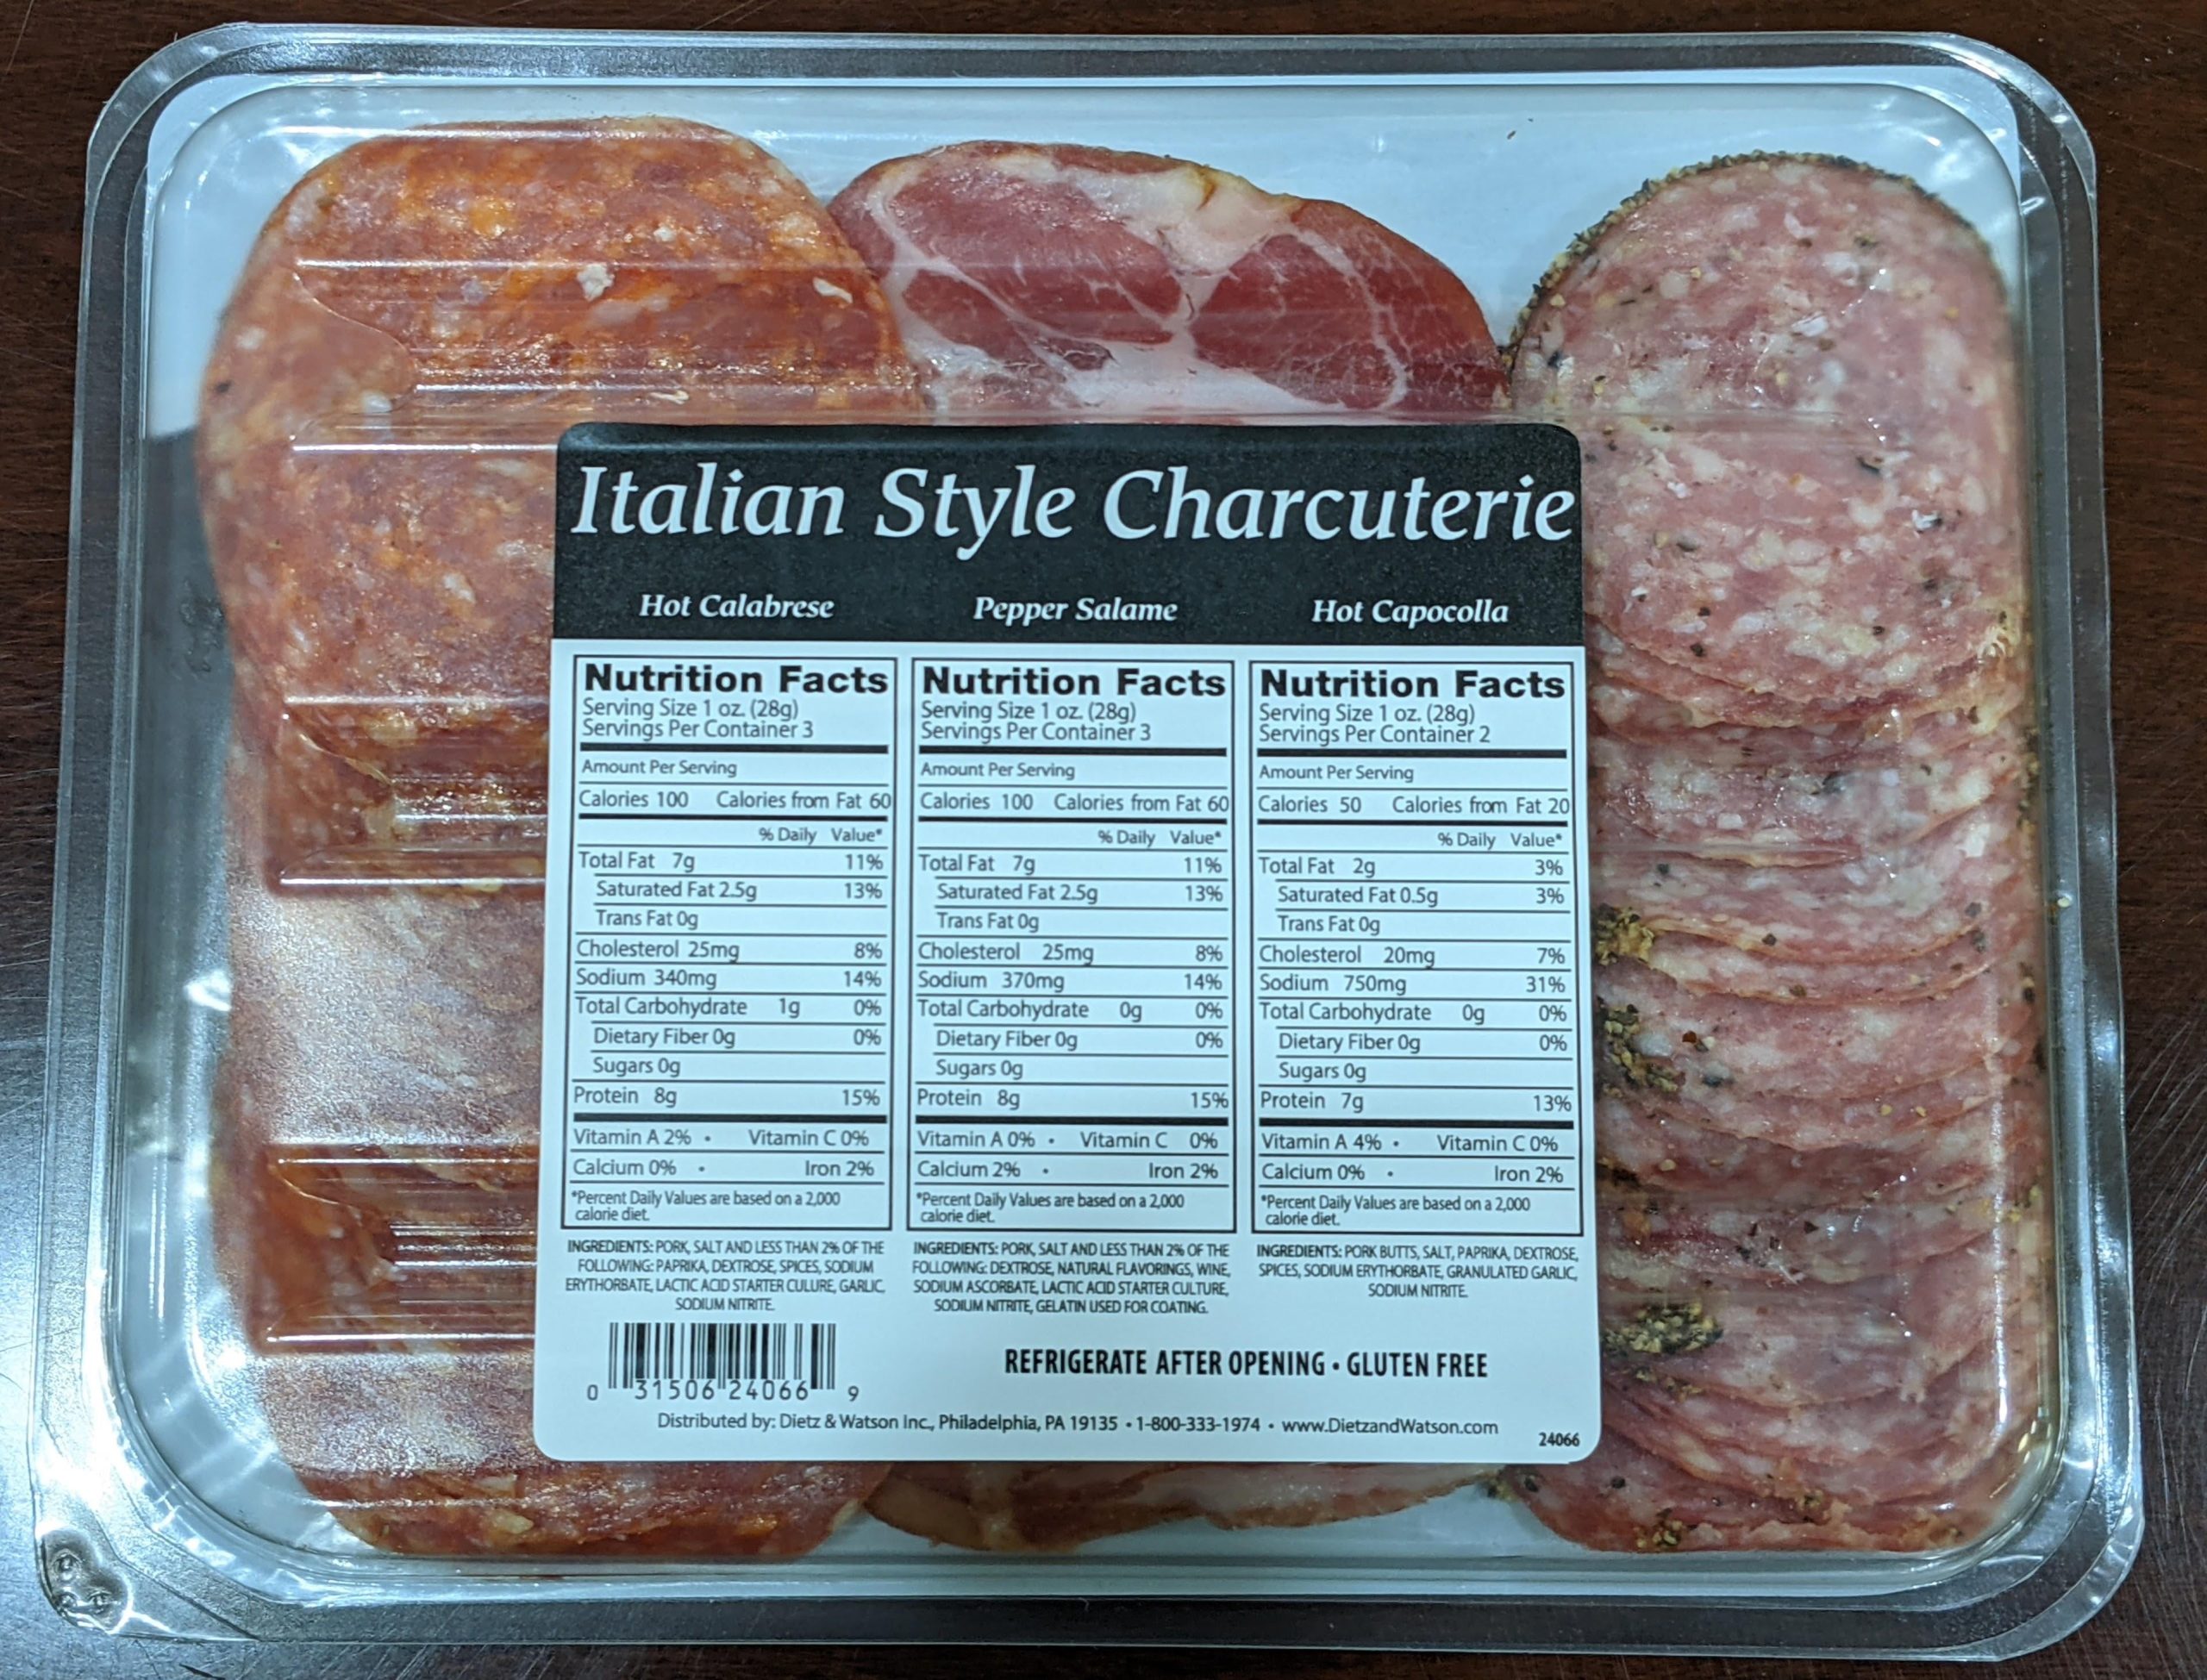 Italian Style Charcuterie
Hot Calabrese
Pepper Salame
Hot Capocolla
Nutrition Facts
Serving Size 1 oz. (28g)
Servings Per Container 3
Amount Per Serving
Calories 100 Calories from Fat 60
% Daily Value*
Total Fat 7g 11%
Saturated Fat 2.5g 13%
Trans Fat 0g
Cholesterol 25mg 8%
Sodium 340mg 14%
Total Carbohydrate 1g 0%
Dietary Fiber 0g 0%
Sugars 0g
Protein 8g 15%
Vitamin A 2% • Vitamin C 0%
Calcium 0% • Iron 2%
*Percent Daily Values are based on a 2,000
calorie diet.
INGREDIENTS: PORK, SALT AND LESS THAN 2% OF THE
FOLLOWING: PAPRIKA, DEXTROSE, SPICES, SODIUM
ERYTHORBATE, LACTIC ACID STARTER CULURE, GARLIC,
SODIUM NITRITE.
Nutrition Facts
Serving Size 1 oz. (28g)
Servings Per Container 3
Amount Per Serving
Calories 100 Calories from Fat 60
% Daily Value*
Total Fat 7g 11%
Saturated Fat 2.5g 13%
Trans Fat 0g
Cholesterol 25mg 8%
Sodium 370mg 14%
Total Carbohydrate 0g 0%
Dietary Fiber 0g 0%
Sugars 0g
Protein 8g 15%
Vitamin A 0% • Vitamin C 0%
Calcium 2% • Iron 2%
*Percent Daily Values are based on a 2,000
calorie diet.
INGREDIENTS: PORK, SALT AND LESS THAN 2% OF THE
FOLLOWING: DEXTROSE, NATURAL FLAVORINGS, WINE,
SODIUM ASCORBATE, LACTIC ACID STARTER CULTURE,
SODIUM NITRITE, GELATIN USED FOR COATING.
Nutrition Facts
Serving Size 1 oz. (28g)
Servings Per Container 2
Amount Per Serving
Calories 50 Calories from Fat 20
% Daily Value*
Total Fat 2g 3%
Saturated Fat 0.5g 3%
Trans Fat 0g
Cholesterol 20mg 7%
Sodium 750mg 31%
Total Carbohydrate 0g 0%
Dietary Fiber 0g 0%
Sugars 0g
Protein 7g 13%
Vitamin A 4% • Vitamin C 0%
Calcium 0% • Iron 2%
*Percent Daily Values are based on a 2,000
calorie diet.
INGREDIENTS: PORK BUTTS, SALT, PAPRIKA, DEXTROSE,
SPICES, SODIUM ERYTHORBATE, GRANULATED GARLIC,
SODIUM NITRITE.
REFRIGERATE AFTER OPENING • GLUTEN FREE
0 31506 24066 9
Distributed by: Dietz & Watson Inc., Philadelphia, PA 19135 • 1-800-333-1974 • www.DietzandWatson.com
24066